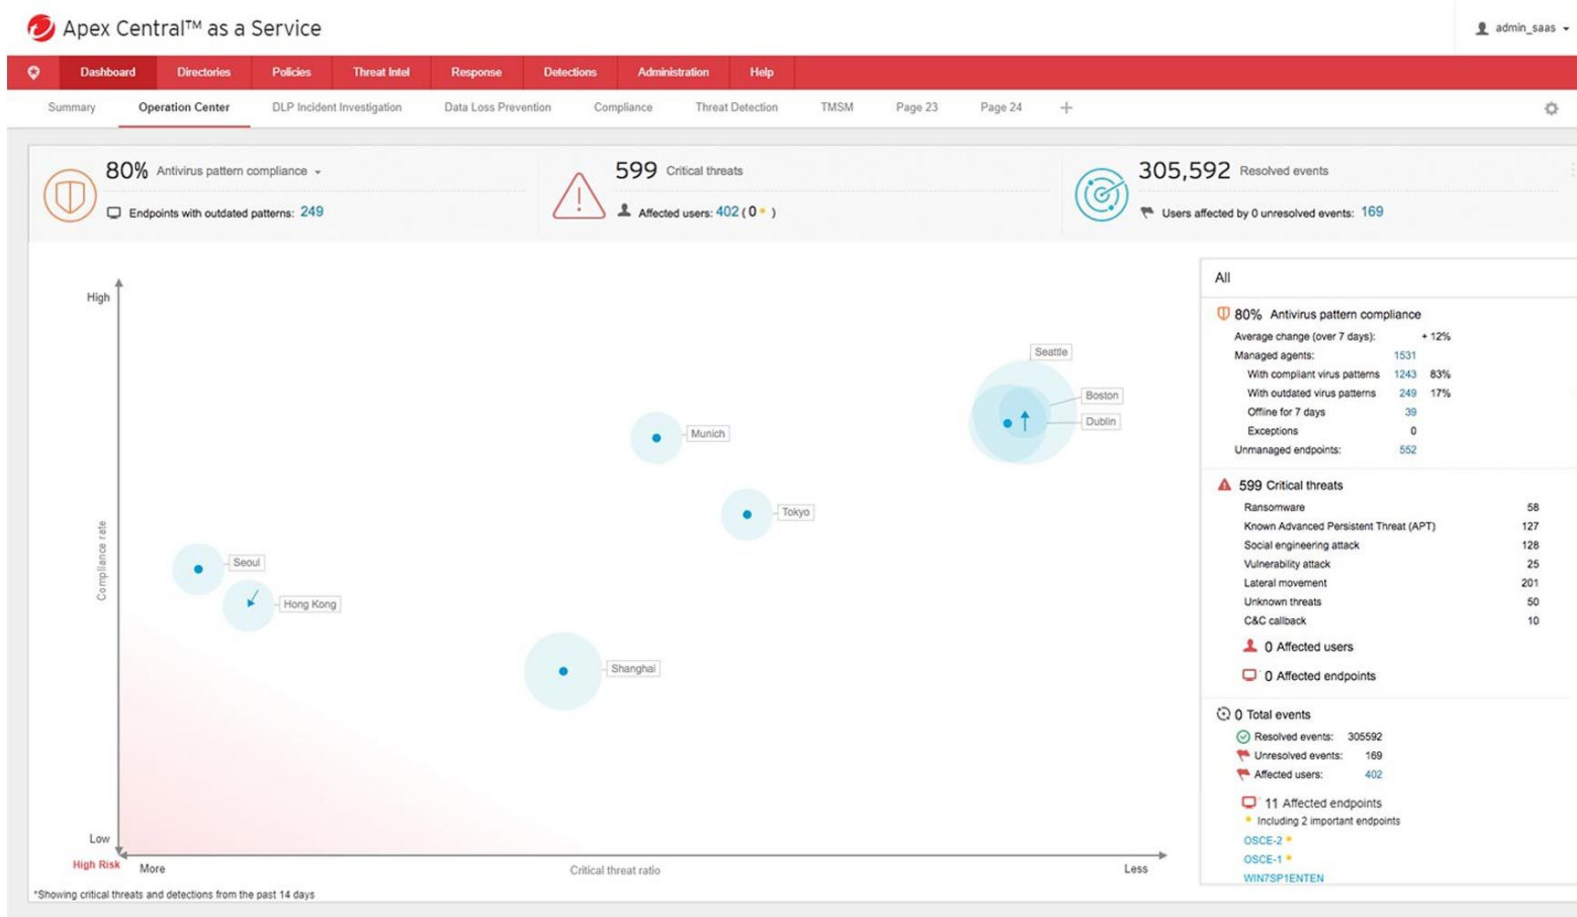 Apex Central™ as a Service
admin_saas
Dashboard Directories Policies Threat Intel Response Detections Administration Help
Summary Operation Center DLP Incident Investigation Data Loss Prevention Compliance Threat Detection TMSM Page 23 Page 24 +
80% Antivirus pattern compliance
Endpoints with outdated patterns: 249
599 Critical threats
Affected users: 402 ( 0 * )
305,592 Resolved events
Users affected by 0 unresolved events: 169
High
Compliance rate
Low
High Risk
More
Critical threat ratio
Less
Seattle
Boston
Dublin
Munich
Tokyo
Seoul
Hong Kong
Shanghai
*Showing critical threats and detections from the past 14 days
All
80% Antivirus pattern compliance
Average change (over 7 days): + 12%
Managed agents: 1531
With compliant virus patterns 1243 83%
With outdated virus patterns 249 17%
Offline for 7 days 39
Exceptions 0
Unmanaged endpoints: 552
599 Critical threats
Ransomware 58
Known Advanced Persistent Threat (APT) 127
Social engineering attack 128
Vulnerability attack 25
Lateral movement 201
Unknown threats 50
C&C callback 10
0 Affected users
0 Affected endpoints
0 Total events
Resolved events: 305592
Unresolved events: 169
Affected users: 402
11 Affected endpoints
* Including 2 important endpoints
OSCE-2 *
OSCE-1 *
WIN7SP1ENTEN